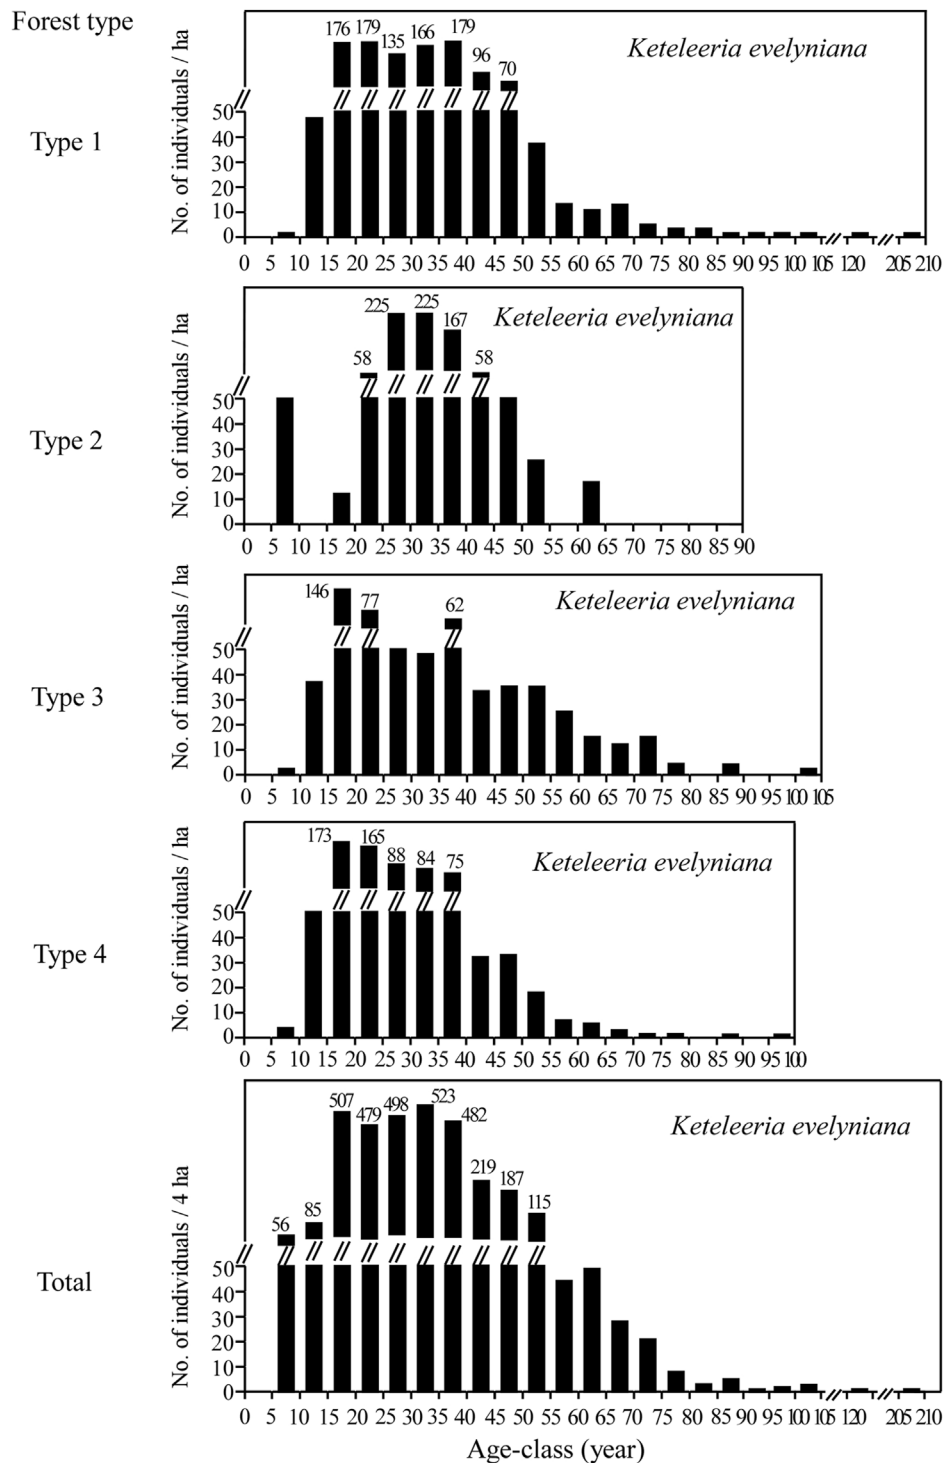 Forest type
176 179 135 166 179 96 70
Keteleeria evelyniana
Type 1
No. of individuals / ha
50
40
30
20
10
0
0 5 10 15 20 25 30 35 40 45 50 55 60 65 70 75 80 85 90 95 100 105 120 205 210
58 225 225 167 58
Keteleeria evelyniana
Type 2
No. of individuals / ha
50
40
30
20
10
0
0 5 10 15 20 25 30 35 40 45 50 55 60 65 70 75 80 85 90
146 77 62
Keteleeria evelyniana
Type 3
No. of individuals / ha
50
40
30
20
10
0
0 5 10 15 20 25 30 35 40 45 50 55 60 65 70 75 80 85 90 95 100 105
173 165 88 84 75
Keteleeria evelyniana
Type 4
No. of individuals / ha
50
40
30
20
10
0
0 5 10 15 20 25 30 35 40 45 50 55 60 65 70 75 80 85 90 95 100
56 85 507 479 498 523 482 219 187 115
Keteleeria evelyniana
Total
No. of individuals / 4 ha
50
40
30
20
10
0
0 5 10 15 20 25 30 35 40 45 50 55 60 65 70 75 80 85 90 95 100 105 120 205 210
Age-class (year)